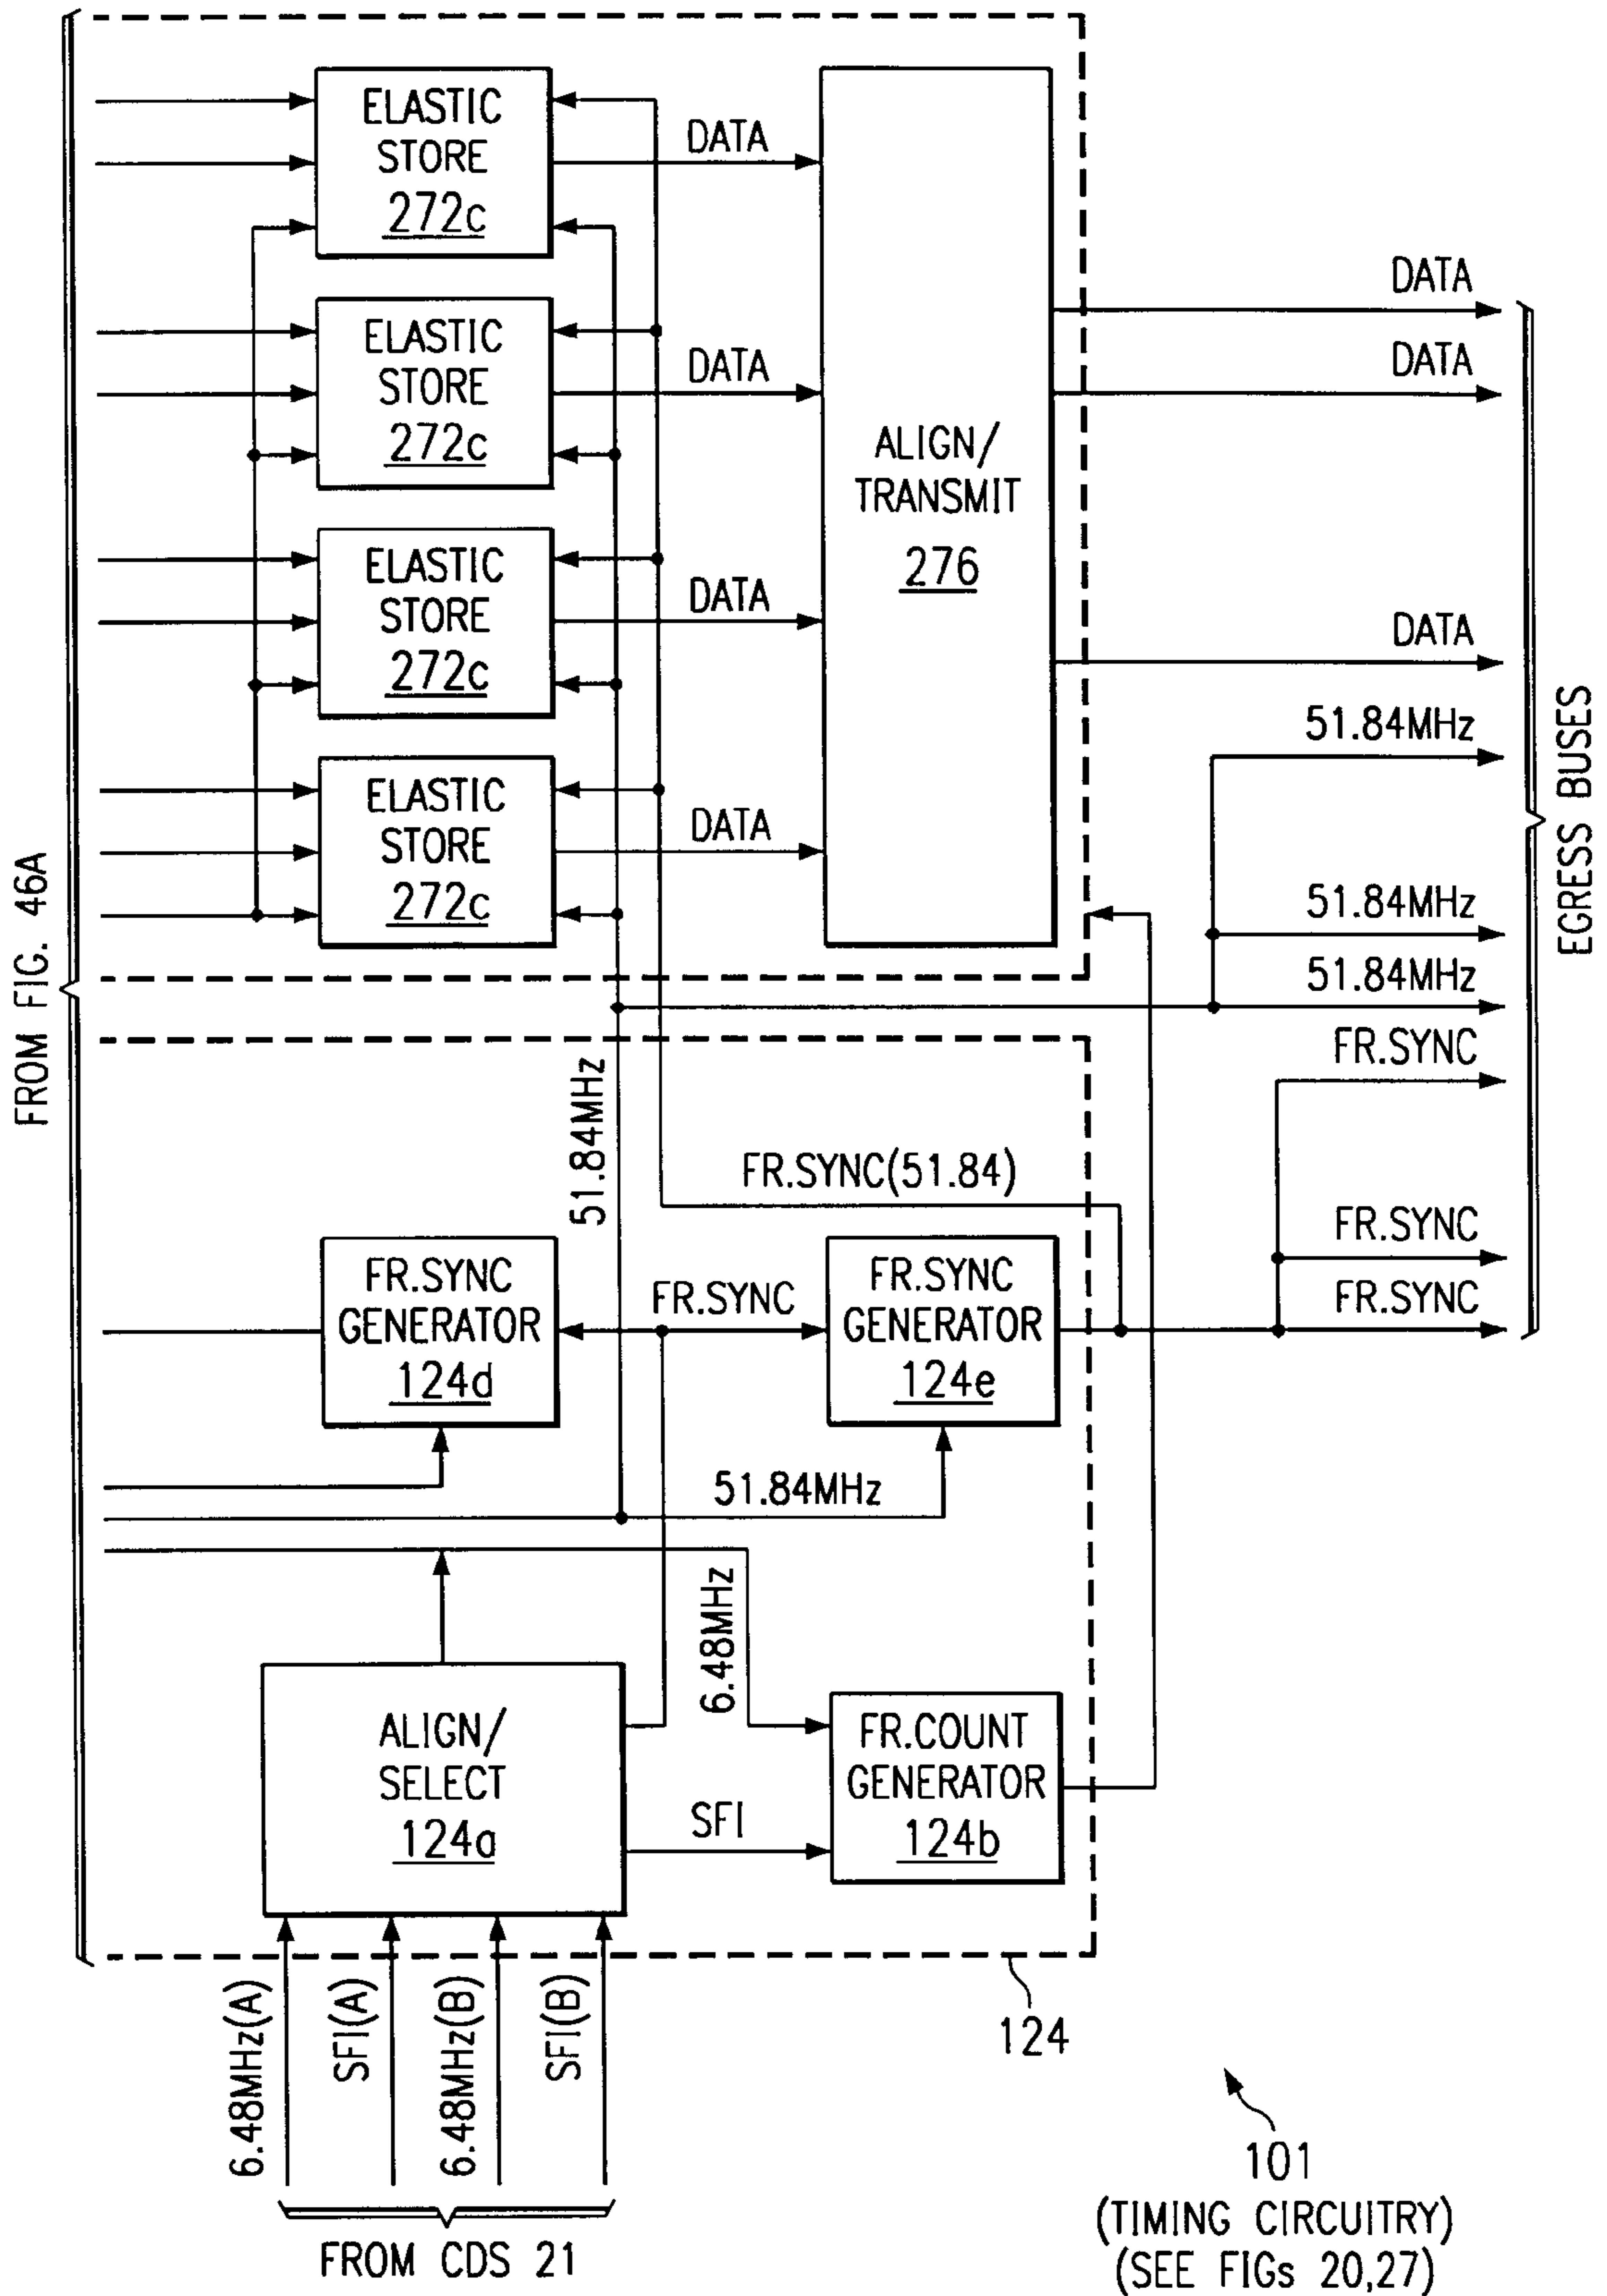 FROM FIG. 46A
ELASTIC
STORE
272c
DATA
ELASTIC
STORE
272c
DATA
ELASTIC
STORE
272c
DATA
ELASTIC
STORE
272c
DATA
ALIGN/
TRANSMIT
276
DATA
DATA
DATA
51.84MHz
51.84MHz
51.84MHz
FR.SYNC
FR.SYNC
FR.SYNC
EGRESS BUSES
51.84MHz
FR.SYNC(51.84)
FR.SYNC
GENERATOR
124d
FR.SYNC
FR.SYNC
GENERATOR
124e
51.84MHz
6.48MHz
ALIGN/
SELECT
124a
SFI
FR.COUNT
GENERATOR
124b
6.48MHz(A)
SFI(A)
6.48MHz(B)
SFI(B)
FROM CDS 21
124
101
(TIMING CIRCUITRY)
(SEE FIGs 20,27)